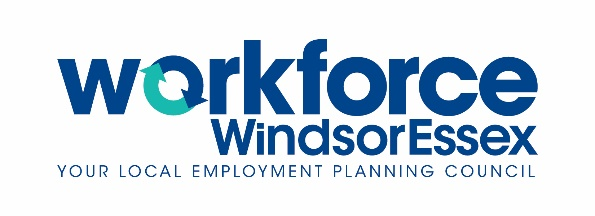 workforce
WindsorEssex
YOUR LOCAL EMPLOYMENT PLANNING COUNCIL